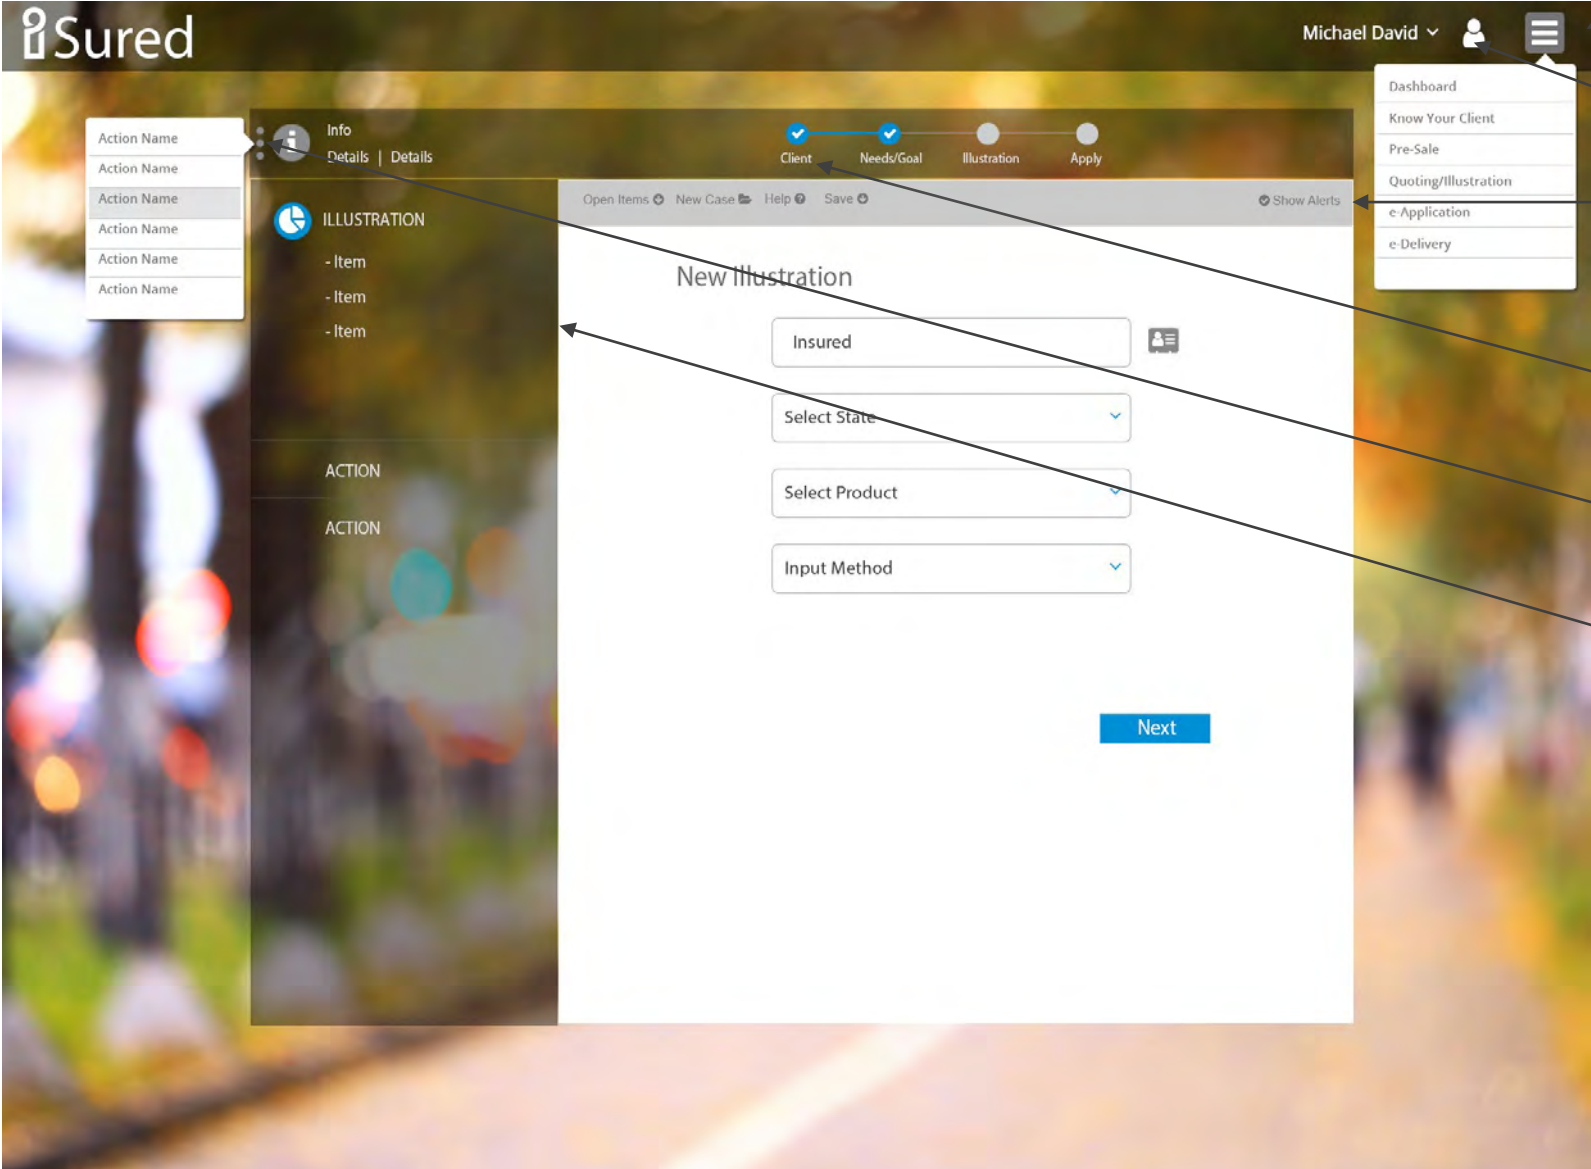 iSured
Michael David
Dashboard
Know Your Client
Pre-Sale
Quoting/Illustration
e-Application
e-Delivery
Action Name
Action Name
Action Name
Action Name
Action Name
Action Name
Info
Details | Details
Client
Needs/Goal
Illustration
Apply
ILLUSTRATION
- Item
- Item
- Item
ACTION
ACTION
Open Items New Case Help Save Show Alerts
New Illustration
Insured
Select State
Select Product
Input Method
Next